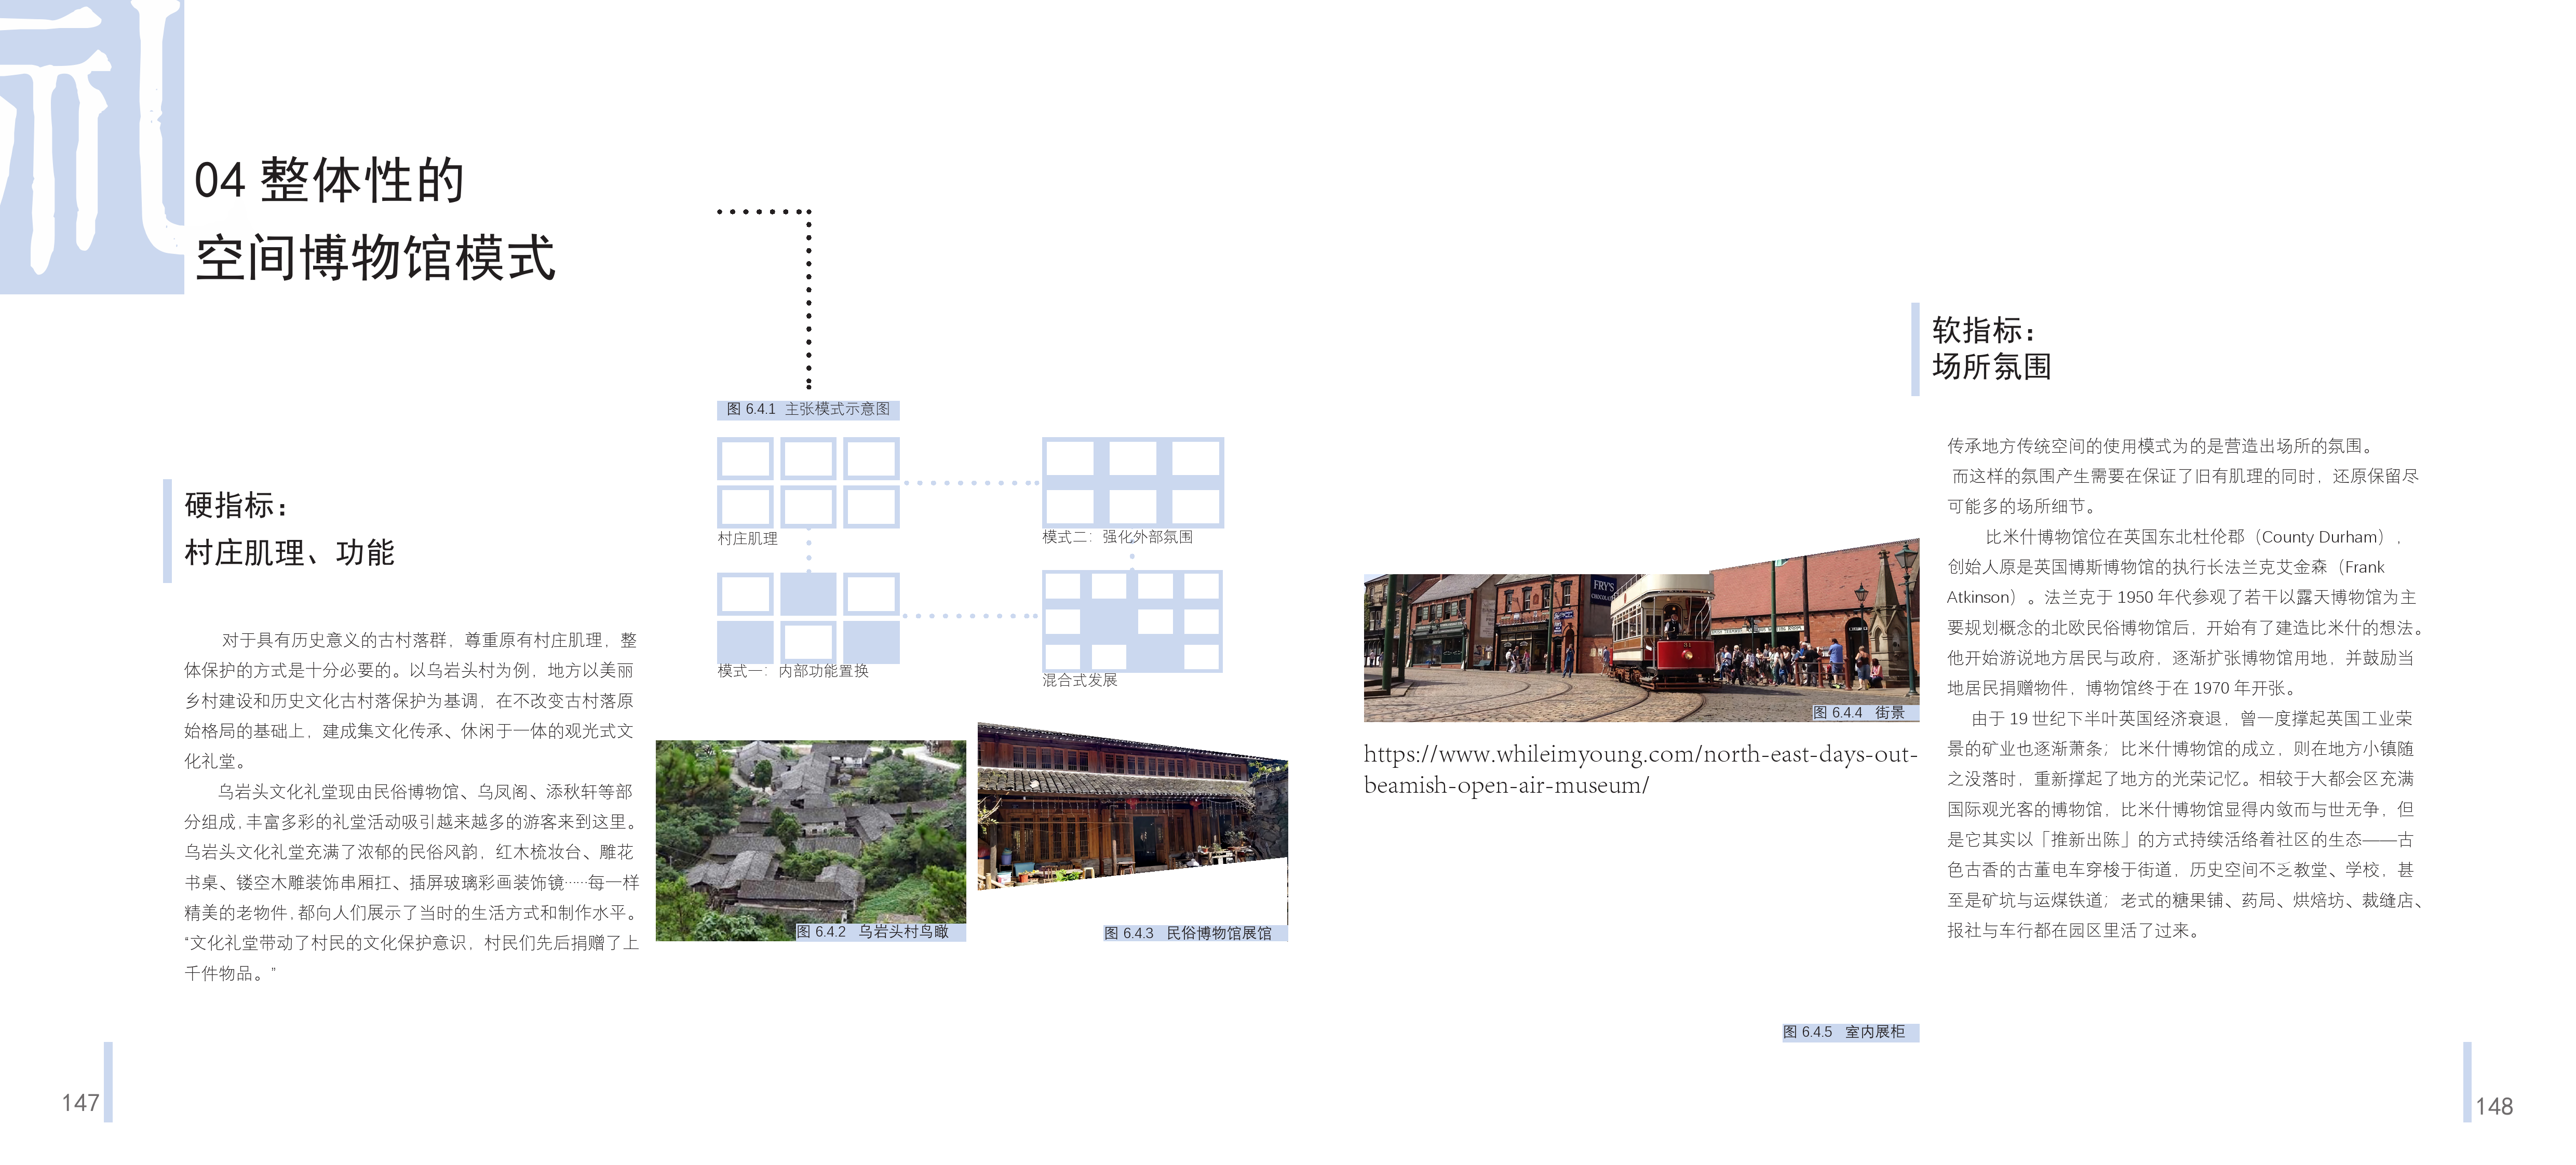 礼
04 整体性的
空间博物馆模式
硬指标：
村庄肌理、功能
对于具有历史意义的古村落群，尊重原有村庄肌理，整
体保护的方式是十分必要的。以乌岩头村为例，地方以美丽
乡村建设和历史文化古村落保护为基调，在不改变古村落原
始格局的基础上，建成集文化传承、休闲于一体的观光式文
化礼堂。
乌岩头文化礼堂现由民俗博物馆、乌凤阁、添秋轩等部
分组成，丰富多彩的礼堂活动吸引越来越多的游客来到这里。
乌岩头文化礼堂充满了浓郁的民俗风韵，红木梳妆台、雕花
书桌、镂空木雕装饰串厢扛、插屏玻璃彩画装饰镜……每一样
精美的老物件，都向人们展示了当时的生活方式和制作水平。
“文化礼堂带动了村民的文化保护意识，村民们先后捐赠了上
千件物品。”
图 6.4.1 主张模式示意图
村庄肌理
模式二：强化外部氛围
模式一：内部功能置换
混合式发展
图 6.4.2 乌岩头村鸟瞰
图 6.4.3 民俗博物馆展馆
147
FRY'S
图 6.4.4 街景
https://www.whileimyoung.com/north-east-days-out-
beamish-open-air-museum/
图 6.4.5 室内展柜
软指标：
场所氛围
传承地方传统空间的使用模式为的是营造出场所的氛围。
而这样的氛围产生需要在保证了旧有肌理的同时，还原保留尽
可能多的场所细节。
比米什博物馆位在英国东北杜伦郡（County Durham），
创始人原是英国博斯博物馆的执行长法兰克艾金森（Frank
Atkinson）。法兰克于 1950 年代参观了若干以露天博物馆为主
要规划概念的北欧民俗博物馆后，开始有了建造比米什的想法。
他开始游说地方居民与政府，逐渐扩张博物馆用地，并鼓励当
地居民捐赠物件，博物馆终于在 1970 年开张。
由于 19 世纪下半叶英国经济衰退，曾一度撑起英国工业荣
景的矿业也逐渐萧条；比米什博物馆的成立，则在地方小镇随
之没落时，重新撑起了地方的光荣记忆。相较于大都会区充满
国际观光客的博物馆，比米什博物馆显得内敛而与世无争，但
是它其实以「推新出陈」的方式持续活络着社区的生态——古
色古香的古董电车穿梭于街道，历史空间不乏教堂、学校，甚
至是矿坑与运煤铁道；老式的糖果铺、药局、烘焙坊、裁缝店、
报社与车行都在园区里活了过来。
148